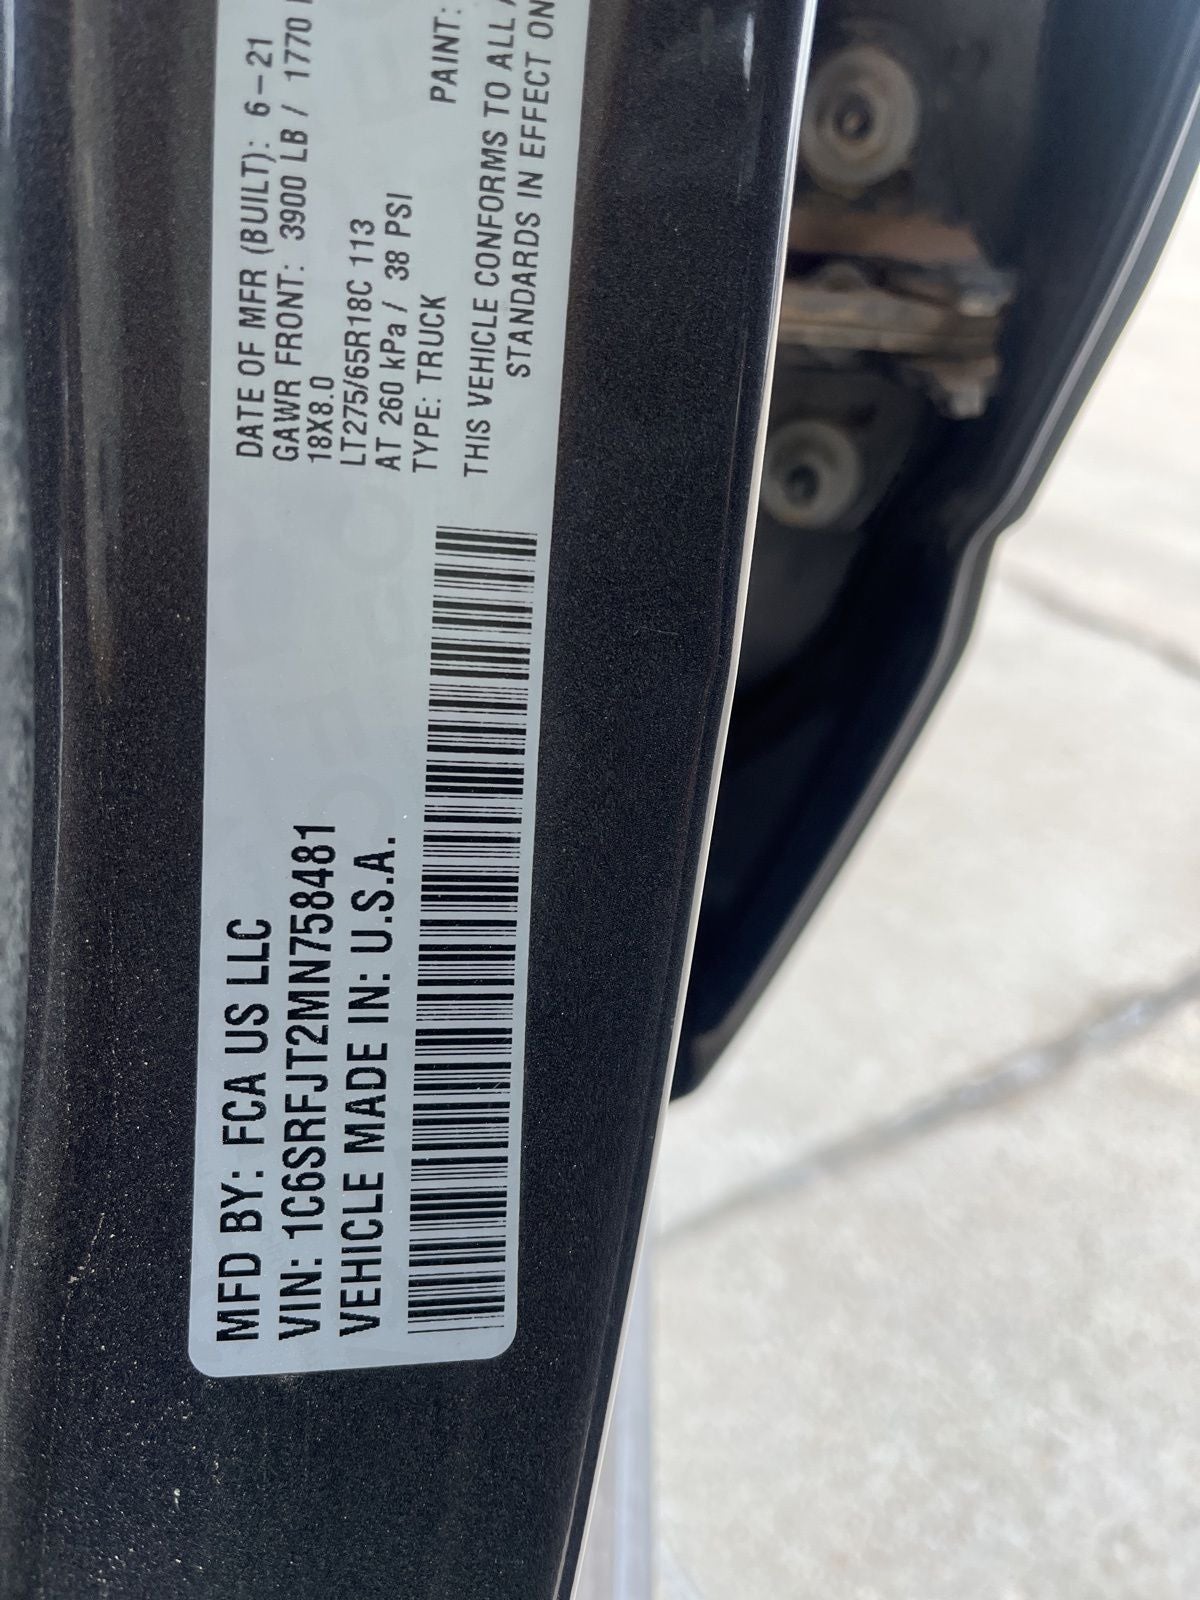 MFD BY: FCA US LLC
VIN: 1C6SRFJT2MN758481
VEHICLE MADE IN: U.S.A.
DATE OF MFR (BUILT): 6-21
GAWR FRONT: 3900 LB / 1770
18X8.0
LT275/65R18C 113
AT 260 kPa / 38 PSI
TYPE: TRUCK
PAINT:
THIS VEHICLE CONFORMS TO ALL
STANDARDS IN EFFECT ON